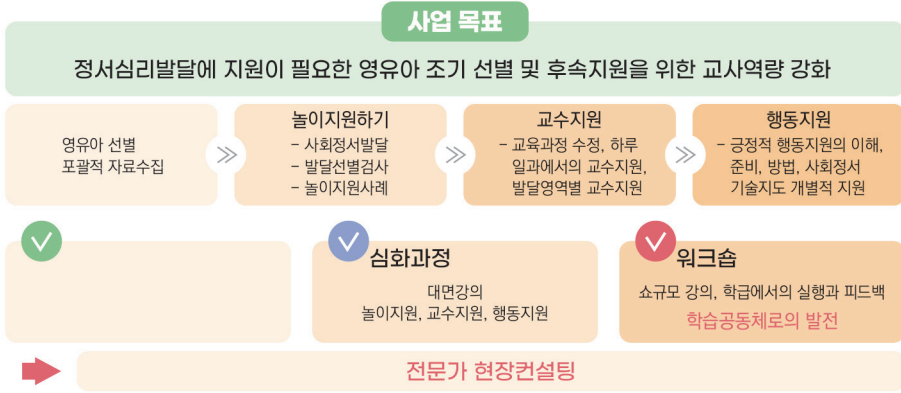 사업 목표
정서심리발달에 지원이 필요한 영유아 조기 선별 및 후속지원을 위한 교사역량 강화
영유아 선별
포괄적 자료수집
놀이지원하기
- 사회정서발달
- 발달선별검사
- 놀이지원사례
교수지원
- 교육과정 수정, 하루
일과에서의 교수지원,
발달영역별 교수지원
행동지원
- 긍정적 행동지원의 이해,
준비, 방법, 사회정서
기술지도 개별적 지원
심화과정
대면강의
놀이지원, 교수지원, 행동지원
워크숍
쇼규모 강의, 학급에서의 실행과 피드백
학습공동체로의 발전
전문가 현장컨설팅